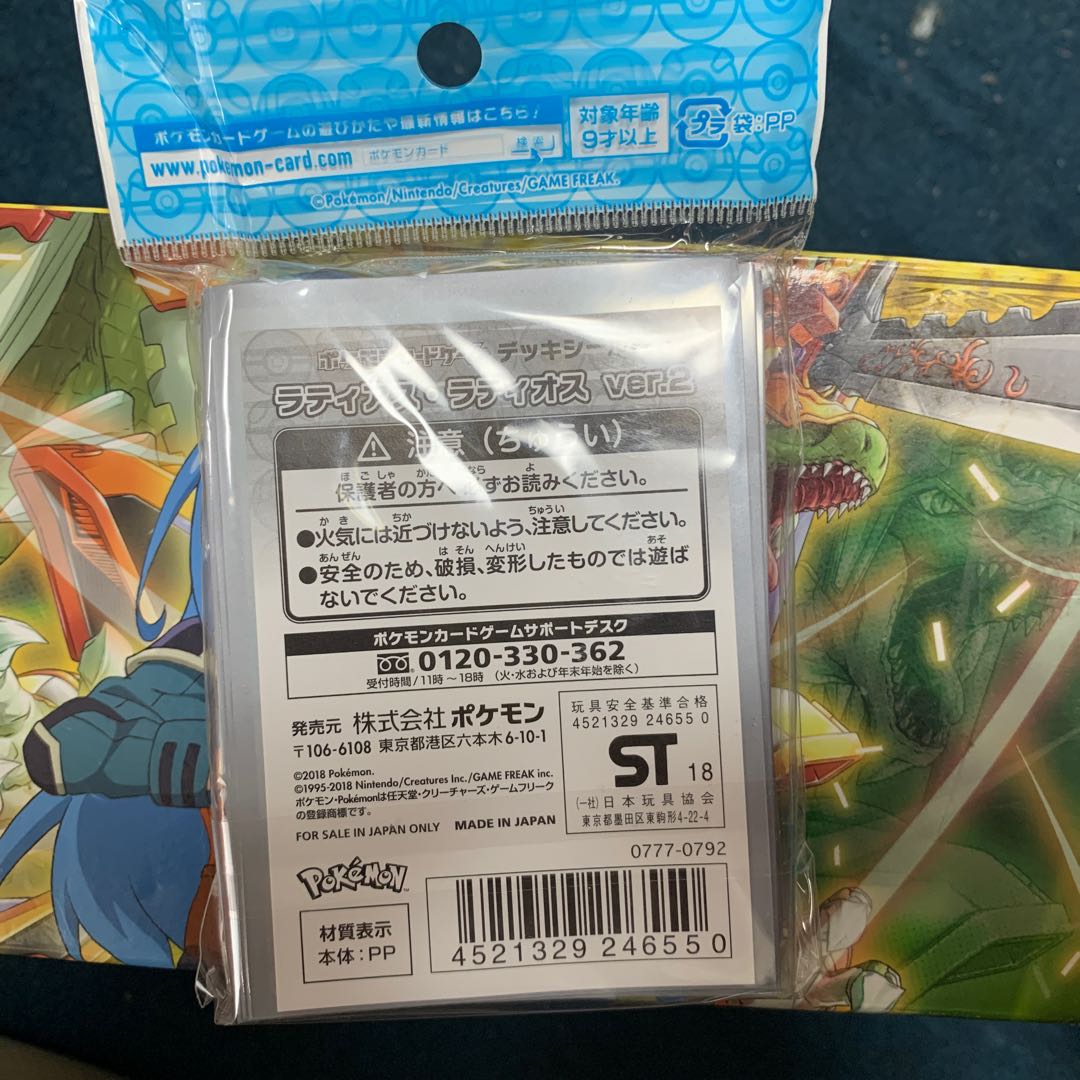 ポケモンカードゲームの遊びかたや最新情報はこちら!
www.pokemon-card.com ポケモンカード 検索
対象年齢
9才以上
プラ 袋:PP
©Pokémon/Nintendo/Creatures/GAME FREAK.
ポケモンカードゲーム デッキシールド
ラティアス・ラティオス ver.2
⚠ 注意(ちゅうい)
保護者の方へ必ずお読みください。
●火気には近づけないよう、注意してください。
●安全のため、破損、変形したものでは遊ば
ないでください。
ポケモンカードゲームサポートデスク
0120-330-362
受付時間/11時~18時 (火・水および年末年始を除く)
発売元 株式会社 ポケモン
〒106-6108 東京都港区六本木6-10-1
©2018 Pokémon.
©1995-2018 Nintendo/Creatures Inc./GAME FREAK inc.
ポケモン・Pokémonは任天堂・クリーチャーズ・ゲームフリーク
の登録商標です。
FOR SALE IN JAPAN ONLY MADE IN JAPAN
玩具安全基準合格
4521329 24655 0
ST 18
(一社)日本玩具協会
東京都墨田区東駒形4-22-4
0777-0792
POKéMON™
材質表示
本体:PP
4521329 246550